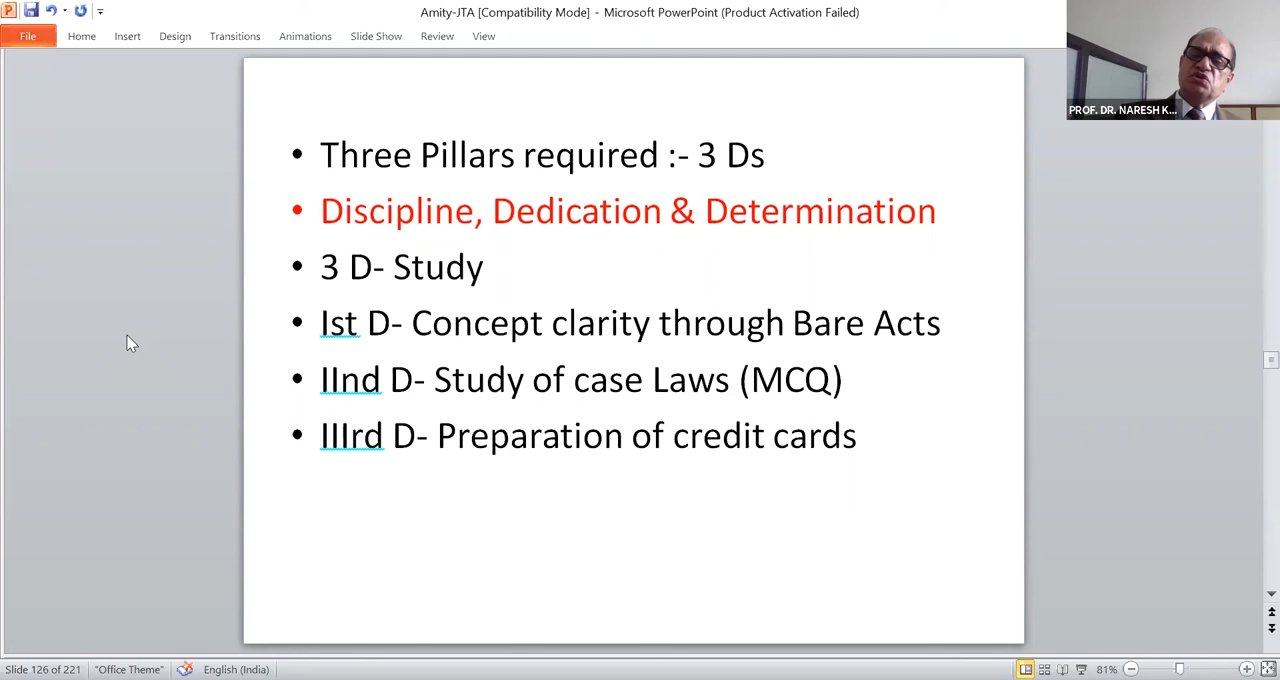 Amity-JTA [Compatibility Mode] - Microsoft PowerPoint (Product Activation Failed)
File Home Insert Design Transitions Animations Slide Show Review View
PROF. DR. NARESH K...
• Three Pillars required :- 3 Ds
• Discipline, Dedication & Determination
• 3 D- Study
• Ist D- Concept clarity through Bare Acts
• IInd D- Study of case Laws (MCQ)
• IIIrd D- Preparation of credit cards
Slide 126 of 221 "Office Theme" English (India) 81%